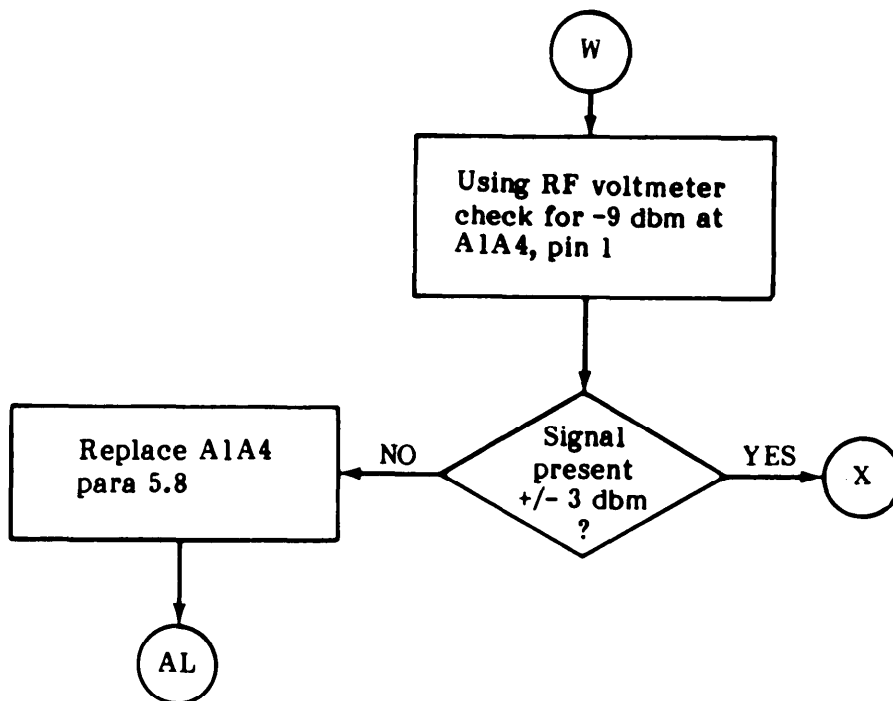 W
Using RF voltmeter
check for -9 dbm at
A1A4, pin 1
Signal
present
+/- 3 dbm
?
NO
YES
X
Replace A1A4
para 5.8
AL